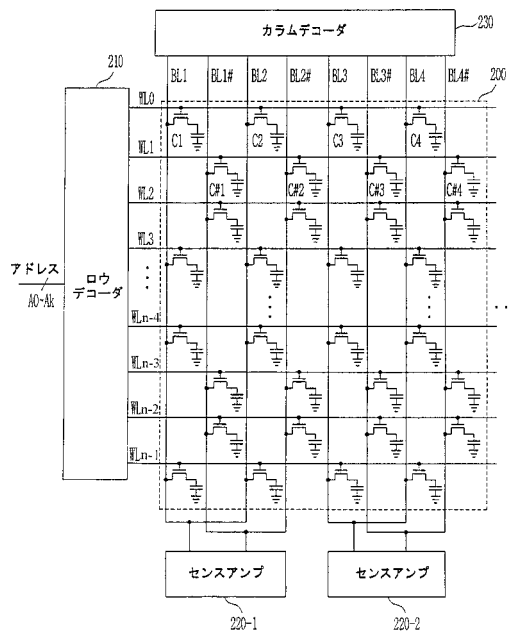 カラムデコーダ
230
210
BL1 BL1# BL2 BL2# BL3 BL3# BL4 BL4#
200
WL0
C1 C2 C3 C4
WL1
C#1 C#2 C#3 C#4
WL2
WL3
アドレス
A0~Ak
ロウ
デコーダ
WLn-4
WLn-3
WLn-2
WLn-1
センスアンプ
センスアンプ
220-1
220-2